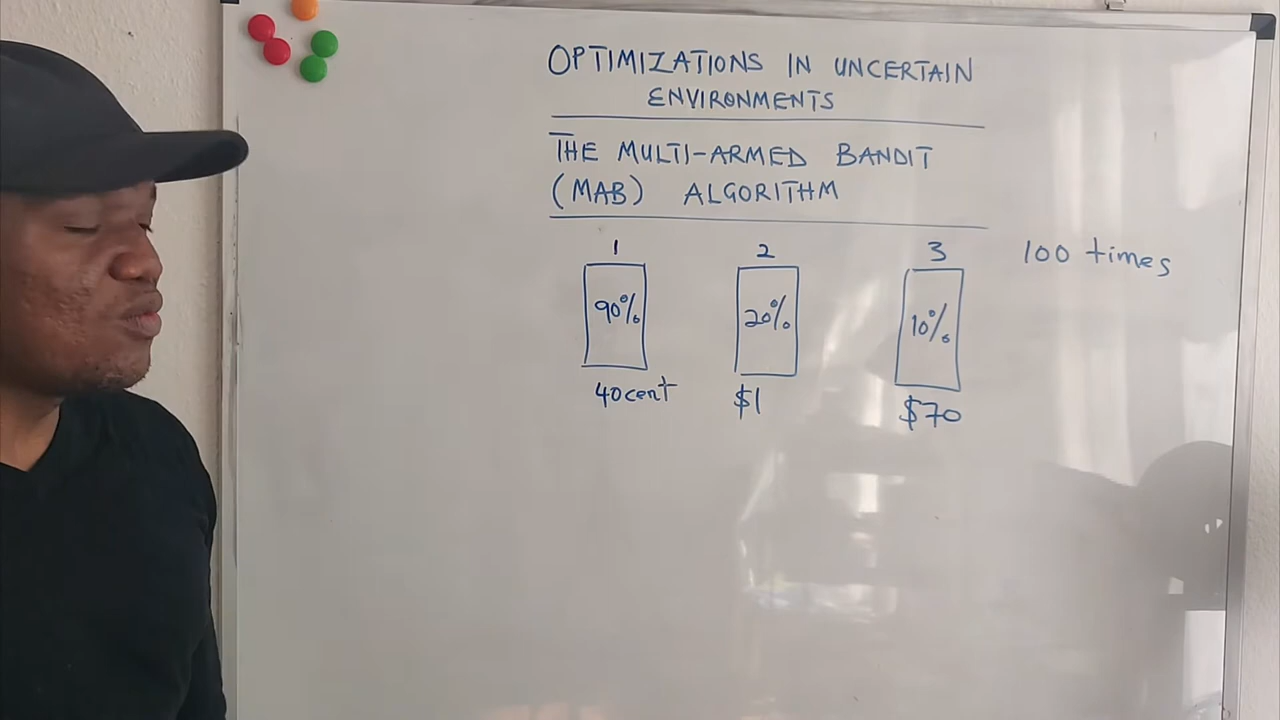 OPTIMIZATIONS IN UNCERTAIN
ENVIRONMENTS
THE MULTI-ARMED BANDIT
(MAB) ALGORITHM
1 2 3 100 times
90% 20% 10%
40cent $1 $70